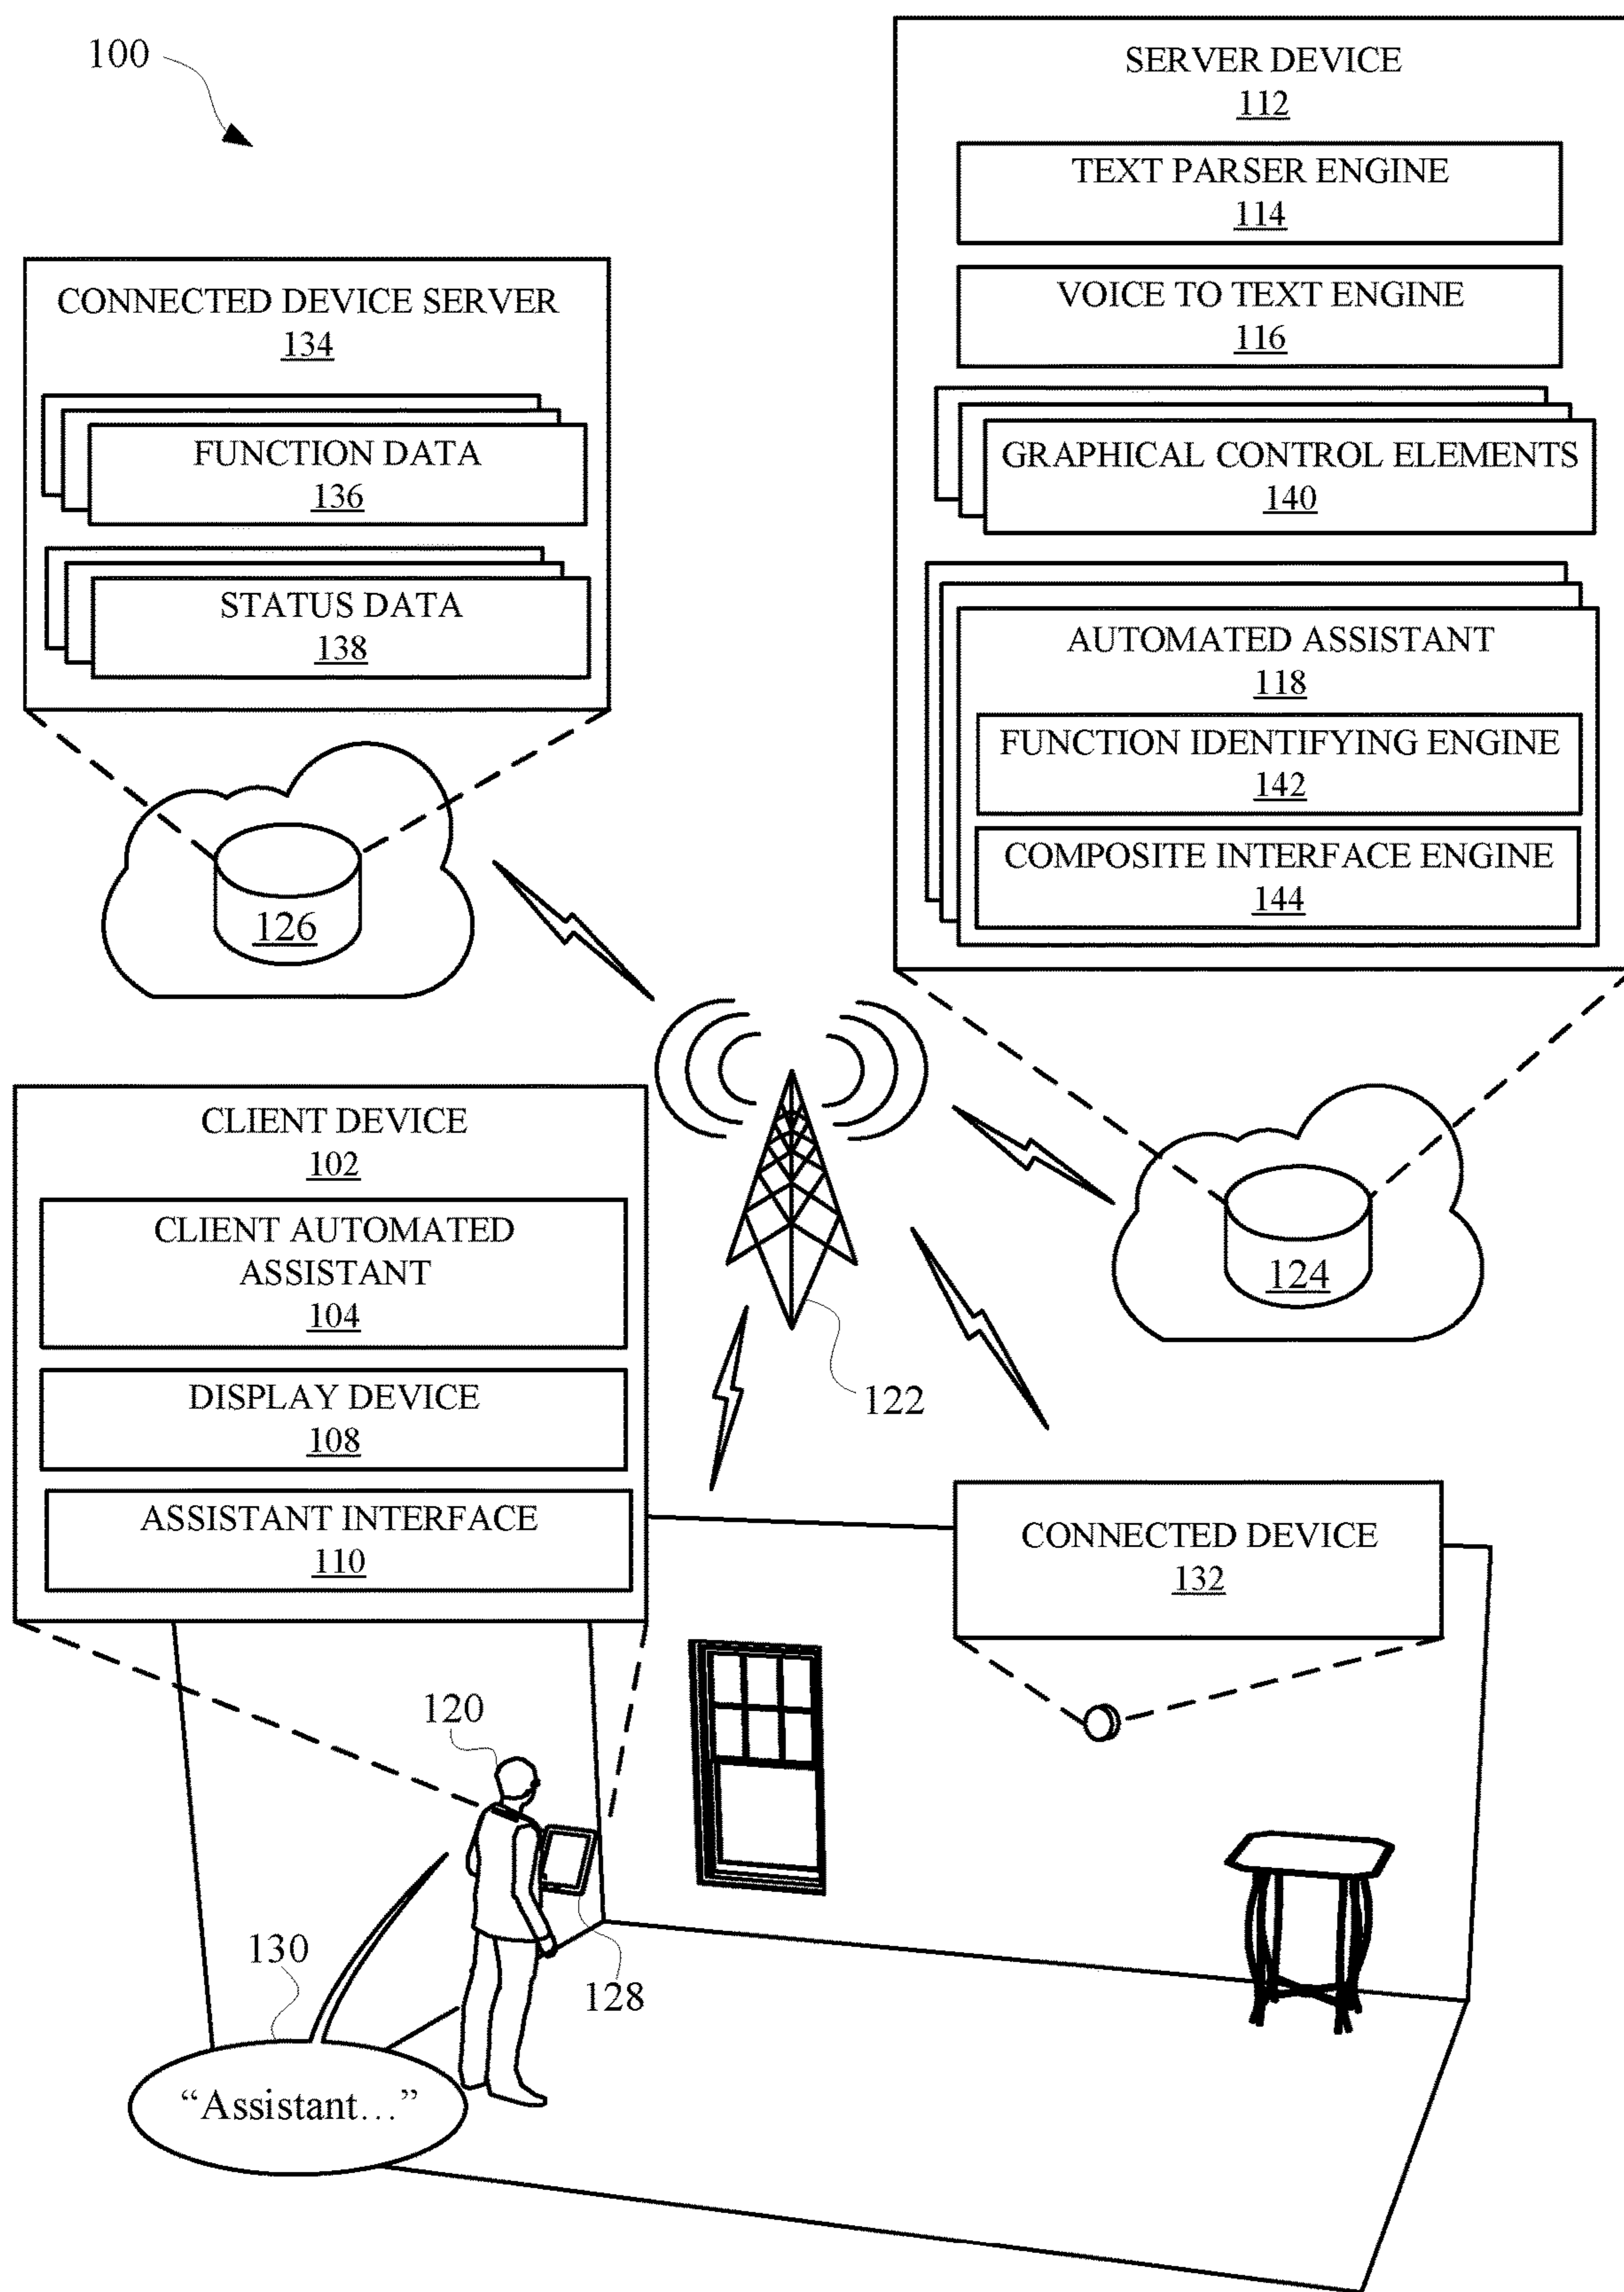 100
SERVER DEVICE
112
TEXT PARSER ENGINE
114
VOICE TO TEXT ENGINE
116
GRAPHICAL CONTROL ELEMENTS
140
AUTOMATED ASSISTANT
118
FUNCTION IDENTIFYING ENGINE
142
COMPOSITE INTERFACE ENGINE
144
CONNECTED DEVICE SERVER
134
FUNCTION DATA
136
STATUS DATA
138
126
124
122
CLIENT DEVICE
102
CLIENT AUTOMATED
ASSISTANT
104
DISPLAY DEVICE
108
ASSISTANT INTERFACE
110
CONNECTED DEVICE
132
120
128
130
“Assistant…”